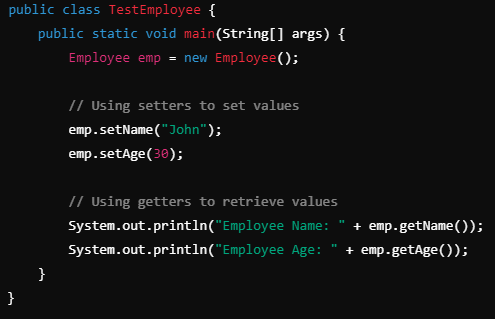 public class TestEmployee {
    public static void main(String[] args) {
        Employee emp = new Employee();

        // Using setters to set values
        emp.setName("John");
        emp.setAge(30);

        // Using getters to retrieve values
        System.out.println("Employee Name: " + emp.getName());
        System.out.println("Employee Age: " + emp.getAge());
    }
}